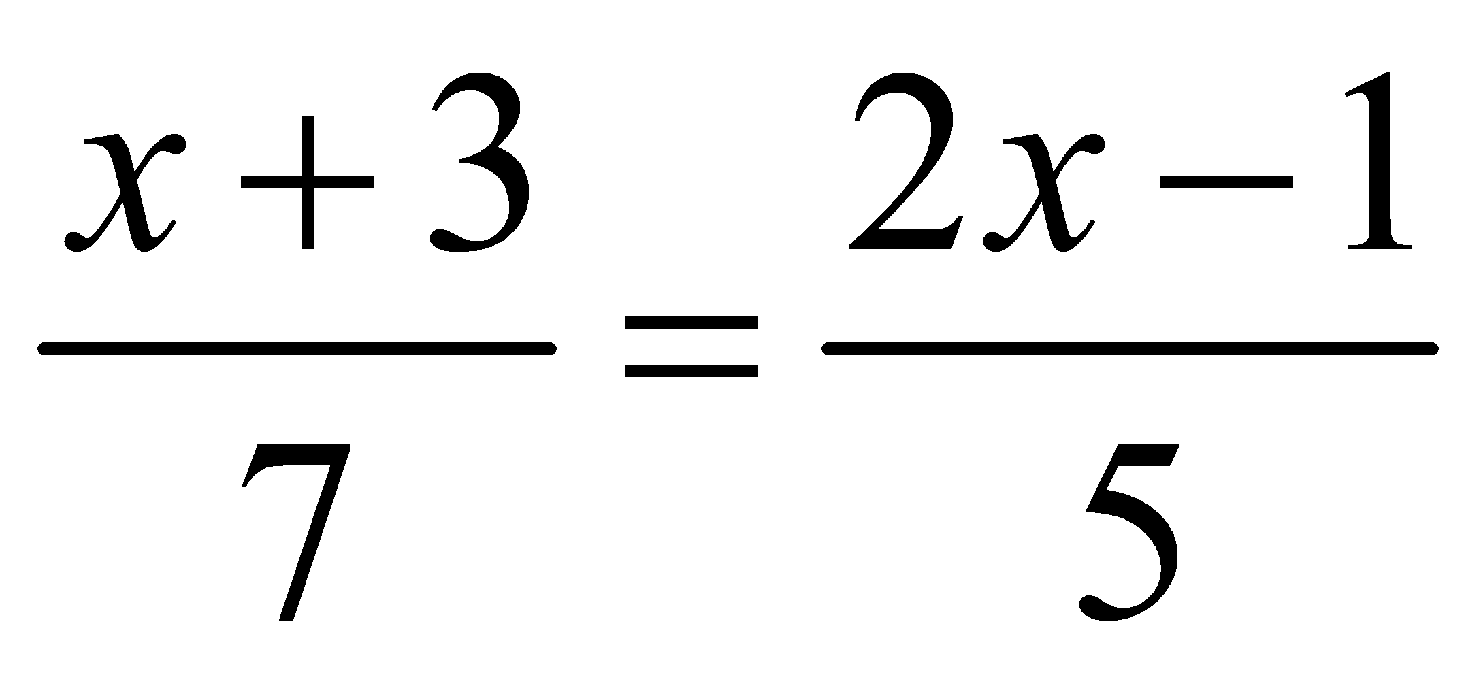 x + 3 / 7 = 2x − 1 / 5